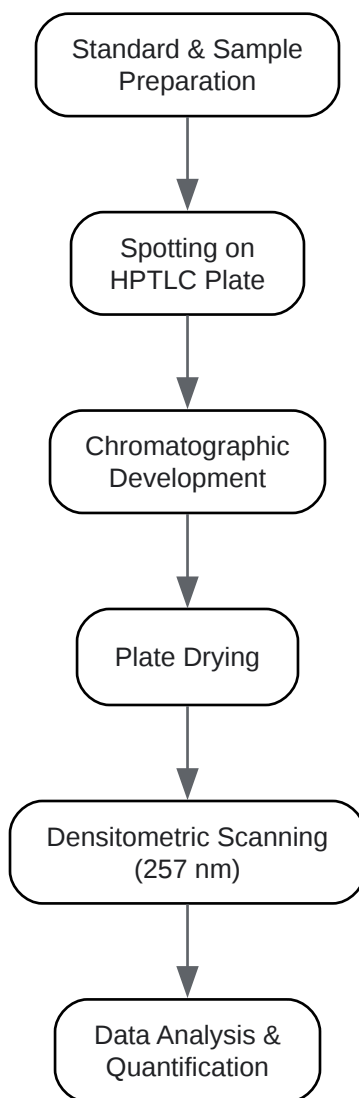 Standard & Sample
Preparation
Spotting on
HPTLC Plate
Chromatographic
Development
Plate Drying
Densitometric Scanning
(257 nm)
Data Analysis &
Quantification